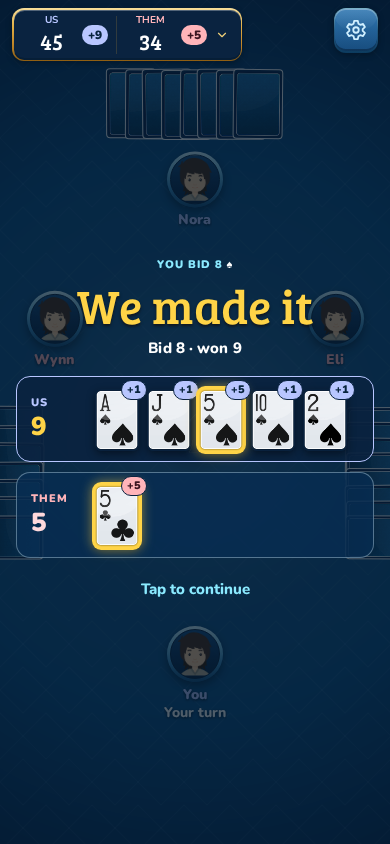 US
45
+9
THEM
34
+5
Nora
YOU BID 8 ♠
We made it
Wynn
Eli
Bid 8 · won 9
US
9
A
+1
J
+1
5
+5
10
+1
2
+1
THEM
5
5
+5
Tap to continue
You
Your turn